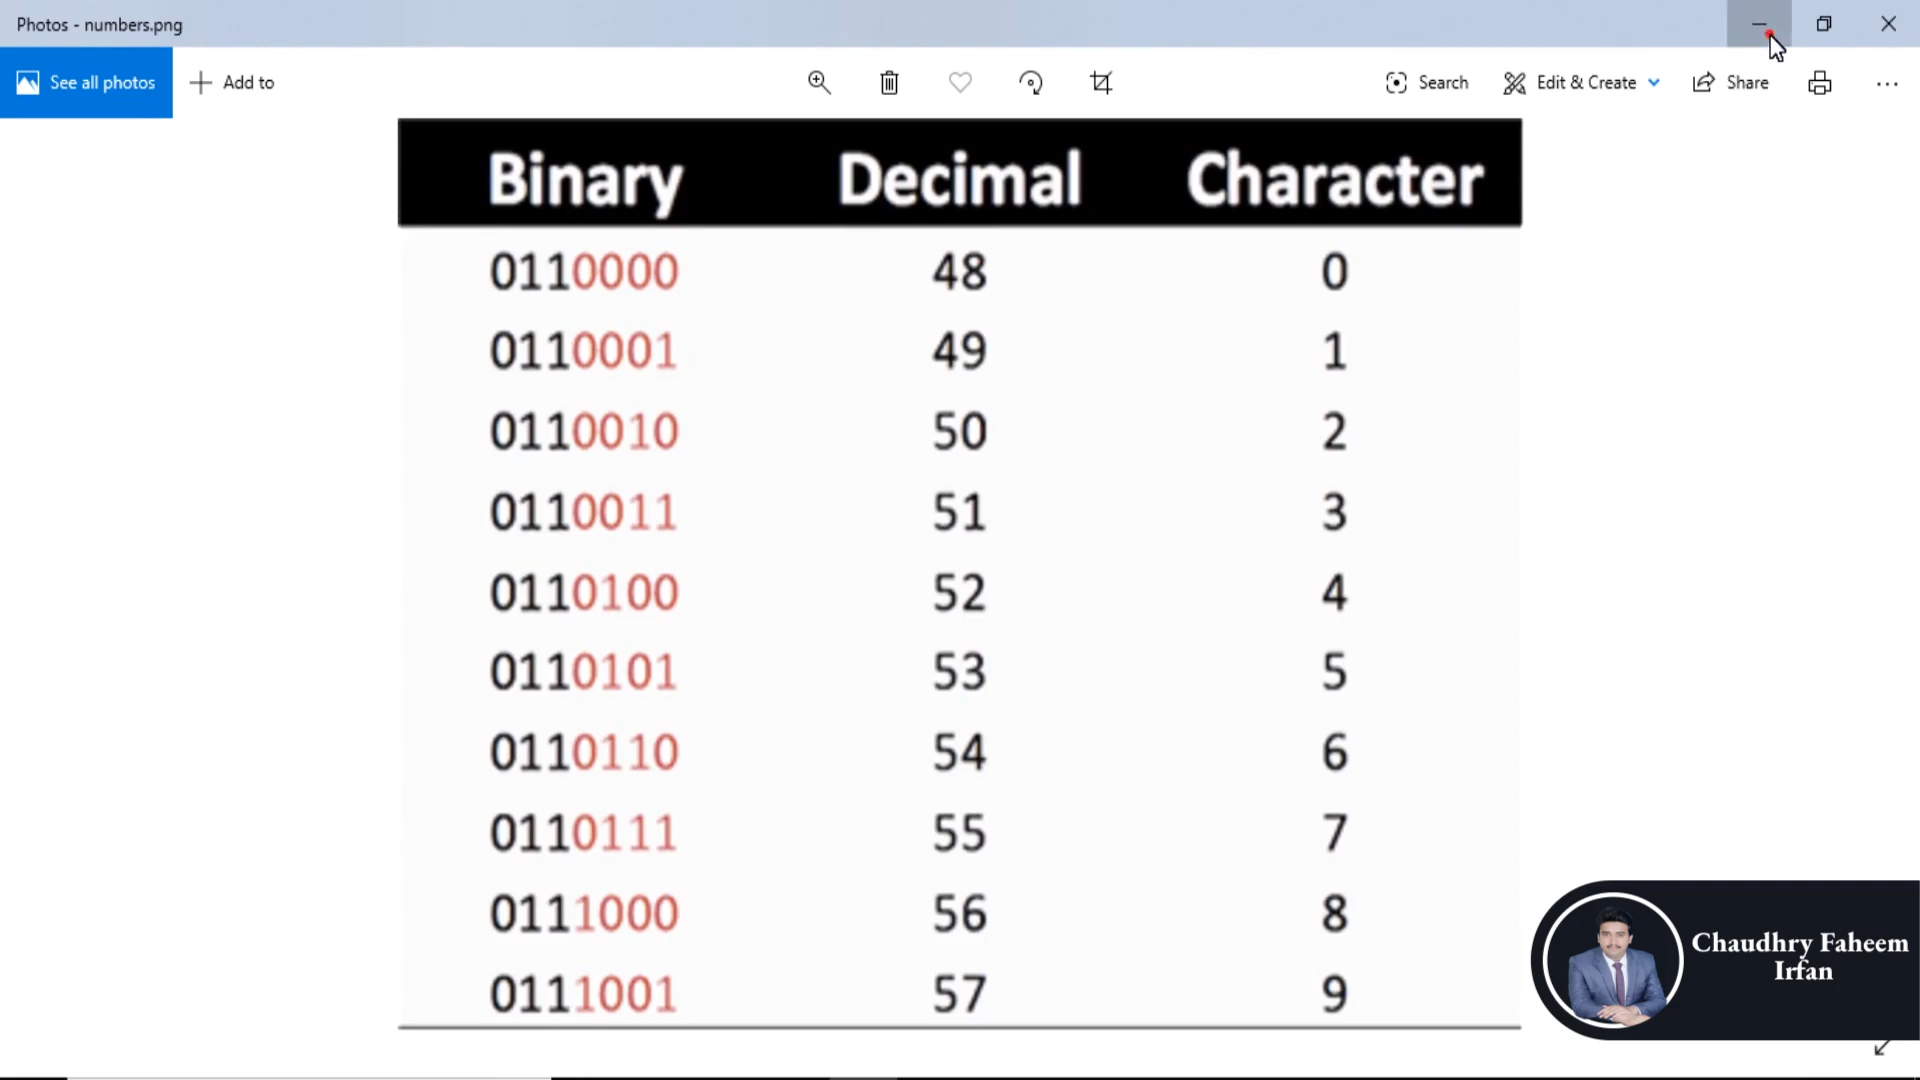 Photos - numbers.png
See all photos
Add to
Search
Edit & Create
Share
Binary Decimal Character
0110000 48 0
0110001 49 1
0110010 50 2
0110011 51 3
0110100 52 4
0110101 53 5
0110110 54 6
0110111 55 7
0111000 56 8
0111001 57 9
Chaudhry Faheem
Irfan